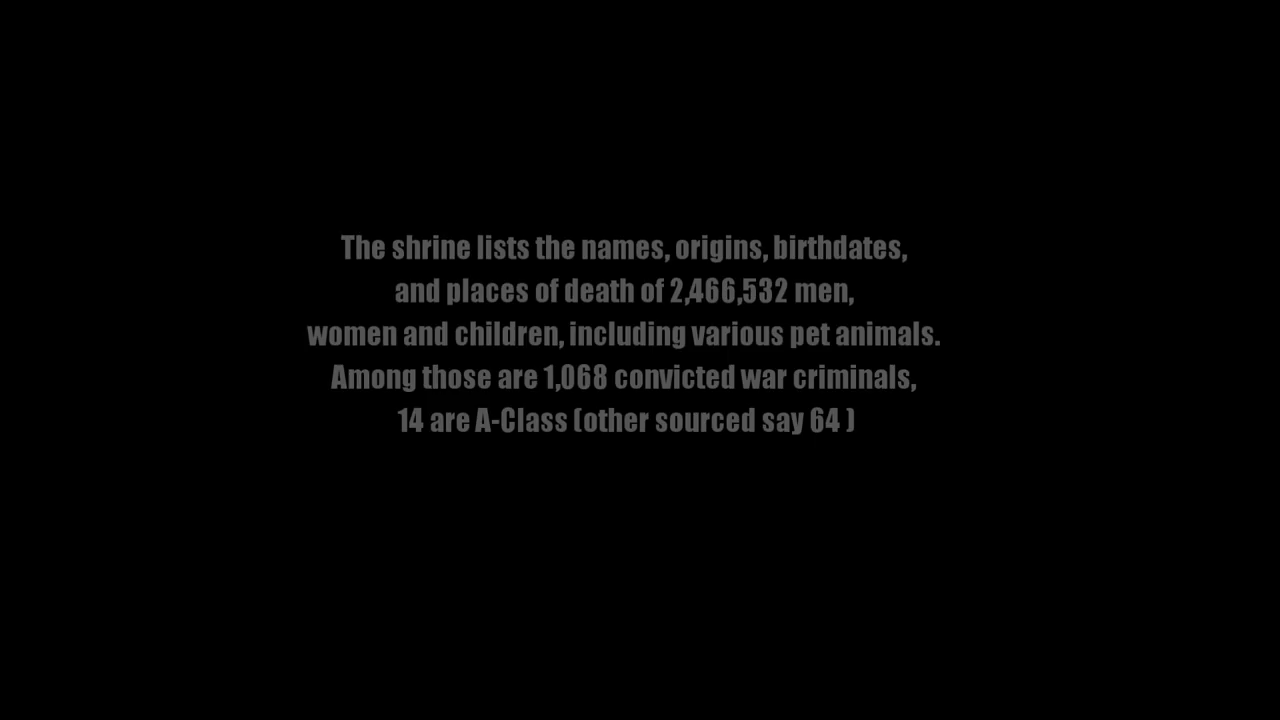 The shrine lists the names, origins, birthdates,
and places of death of 2,466,532 men,
women and children, including various pet animals.
Among those are 1,068 convicted war criminals,
14 are A-Class (other sourced say 64 )